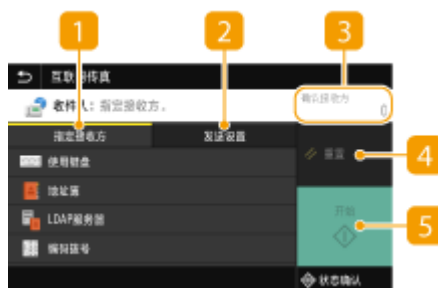 1
2
3
互联网传真
收件人：指定接收方。
确认接收方
0
指定接收方
发送设置
使用键盘
重置
4
地址簿
LDAP服务器
开始
5
编码拨号
状态确认